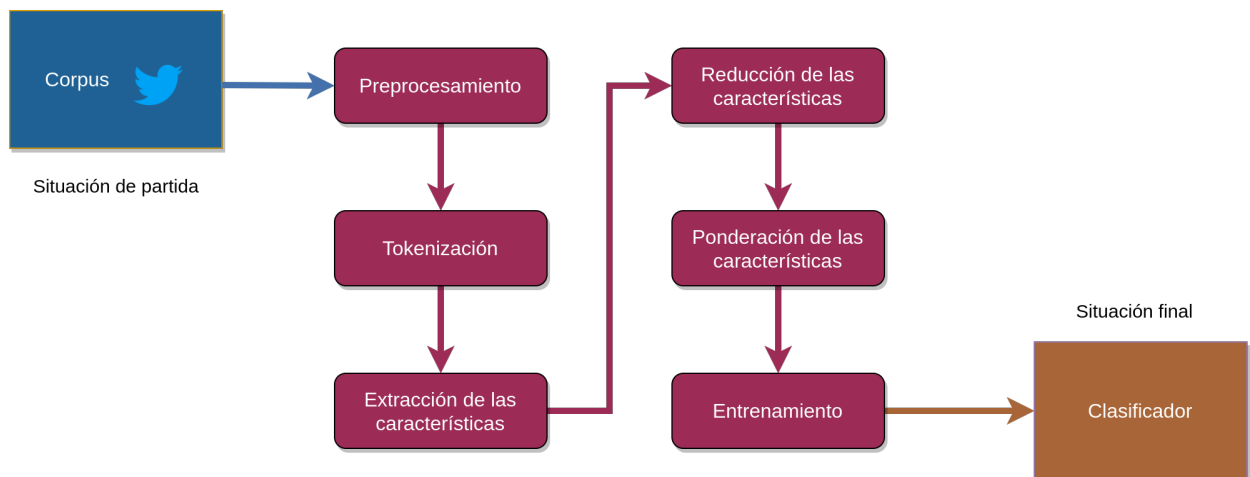 Corpus
Situación de partida
Preprocesamiento
Tokenización
Extracción de las
características
Reducción de las
características
Ponderación de las
características
Entrenamiento
Situación final
Clasificador